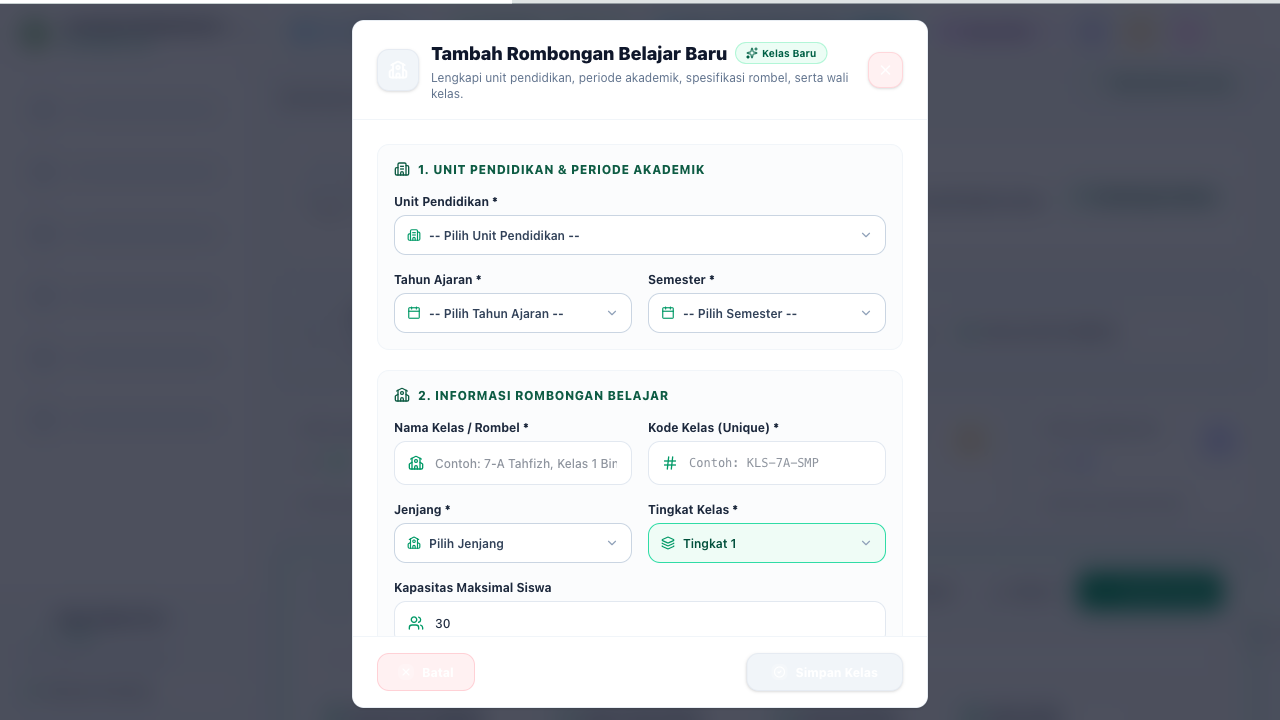 Tambah Rombongan Belajar Baru
Kelas Baru
Lengkapi unit pendidikan, periode akademik, spesifikasi rombel, serta wali
kelas.
1. UNIT PENDIDIKAN & PERIODE AKADEMIK
Unit Pendidikan *
-- Pilih Unit Pendidikan --
Tahun Ajaran *
Semester *
-- Pilih Tahun Ajaran --
-- Pilih Semester --
2. INFORMASI ROMBONGAN BELAJAR
Nama Kelas / Rombel *
Kode Kelas (Unique) *
Contoh: 7-A Tahfizh, Kelas 1 Bin
Contoh: KLS-7A-SMP
Jenjang *
Tingkat Kelas *
Pilih Jenjang
Tingkat 1
Kapasitas Maksimal Siswa
30
Batal
Simpan Kelas